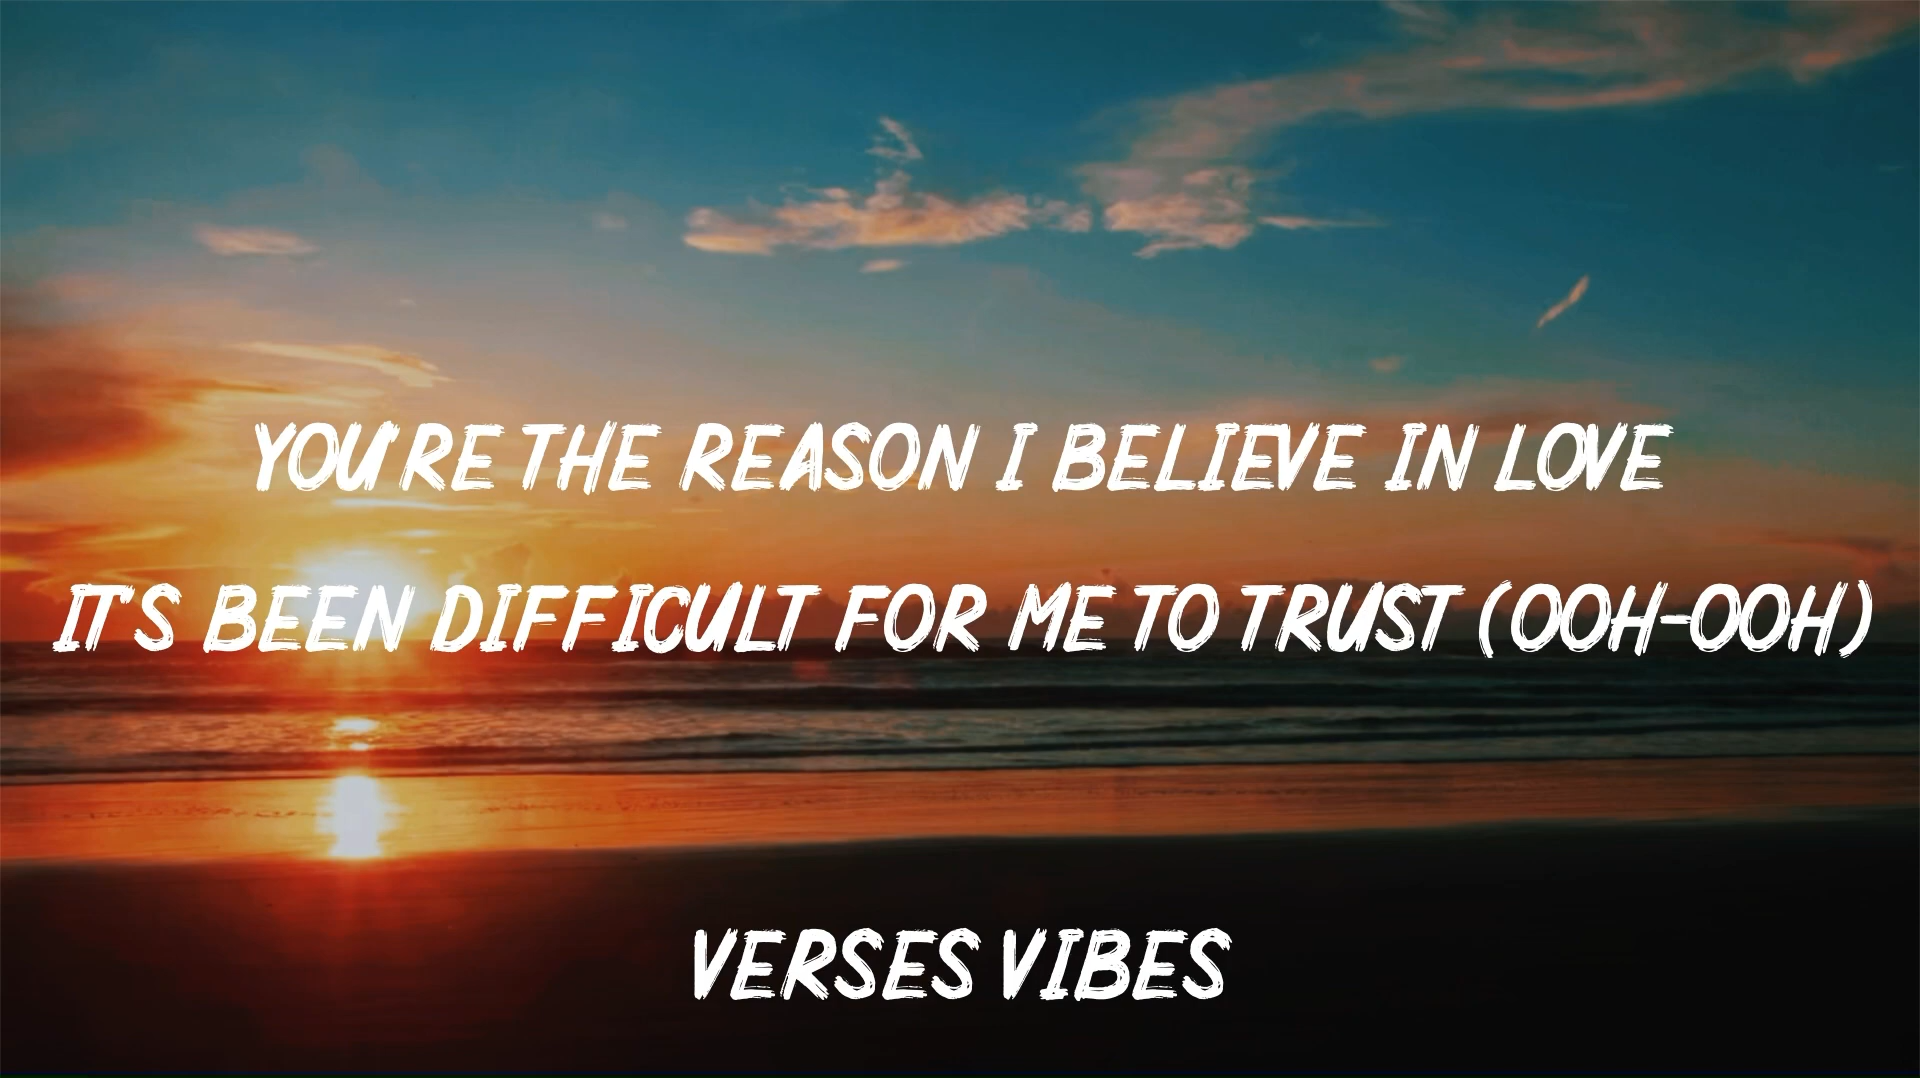 YOU'RE THE REASON I BELIEVE IN LOVE
IT'S BEEN DIFFICULT FOR ME TO TRUST (OOH-OOH)
VERSES VIBES